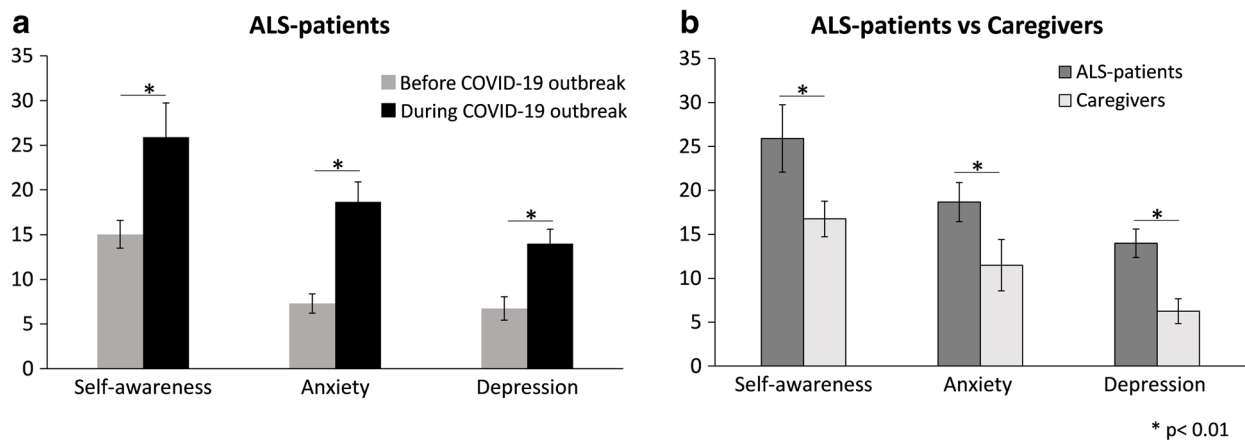 a
ALS-patients
35
30
25
20
15
10
5
0
Before COVID-19 outbreak
During COVID-19 outbreak
*
*
*
Self-awareness
Anxiety
Depression
b
ALS-patients vs Caregivers
35
30
25
20
15
10
5
0
ALS-patients
Caregivers
*
*
*
Self-awareness
Anxiety
Depression
* p< 0.01